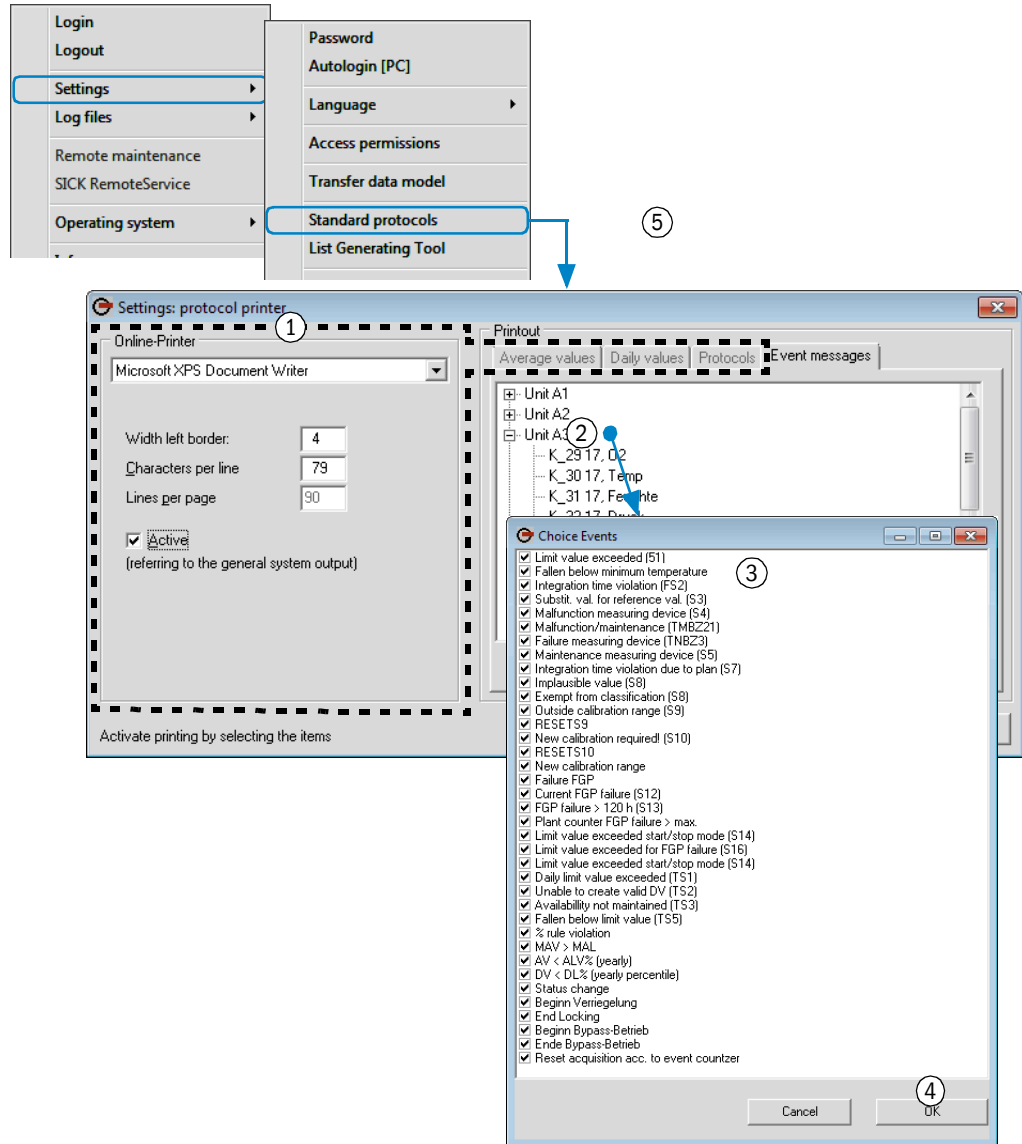 Login
Logout
Settings
Log files
Remote maintenance
SICK RemoteService
Operating system
Password
Autologin [PC]
Language
Access permissions
Transfer data model
Standard protocols
List Generating Tool
5
Settings: protocol printer
1
Online-Printer
Microsoft XPS Document Writer
Width left border: 4
Characters per line 79
Lines per page 90
Active
(referring to the general system output)
Activate printing by selecting the items
Printout
Average values Daily values Protocols Event messages
Unit A1
Unit A2
Unit A3
2
K_29 17, O2
K_30 17, Temp
K_31 17,
Choice Events
3
Limit value exceeded (51)
Fallen below minimum temperature
Integration time violation (FS2)
Substit. val. for reference val. (S3)
Malfunction measuring device (S4)
Malfunction/maintenance (TMBZ21)
Failure measuring device (TNBZ3)
Maintenance measuring device (S5)
Integration time violation due to plan (S7)
Implausible value (S8)
Exempt from classification (S8)
Outside calibration range (S9)
RESETS9
New calibration required! (S10)
RESETS10
New calibration range
Failure FGP
Current FGP failure (S12)
FGP failure > 120 h (S13)
Plant counter FGP failure > max.
Limit value exceeded start/stop mode (S14)
Limit value exceeded for FGP failure (S16)
Limit value exceeded start/stop mode (S14)
Daily limit value exceeded (TS1)
Unable to create valid DV (TS2)
Availability not maintained (TS3)
Fallen below limit value (TS5)
% rule violation
MAV > MAL
AV < ALV% (yearly)
DV < DL% (yearly percentile)
Status change
Beginn Verriegelung
End Locking
Beginn Bypass-Betrieb
Ende Bypass-Betrieb
Reset acquisition acc. to event countzer
4
Cancel
OK